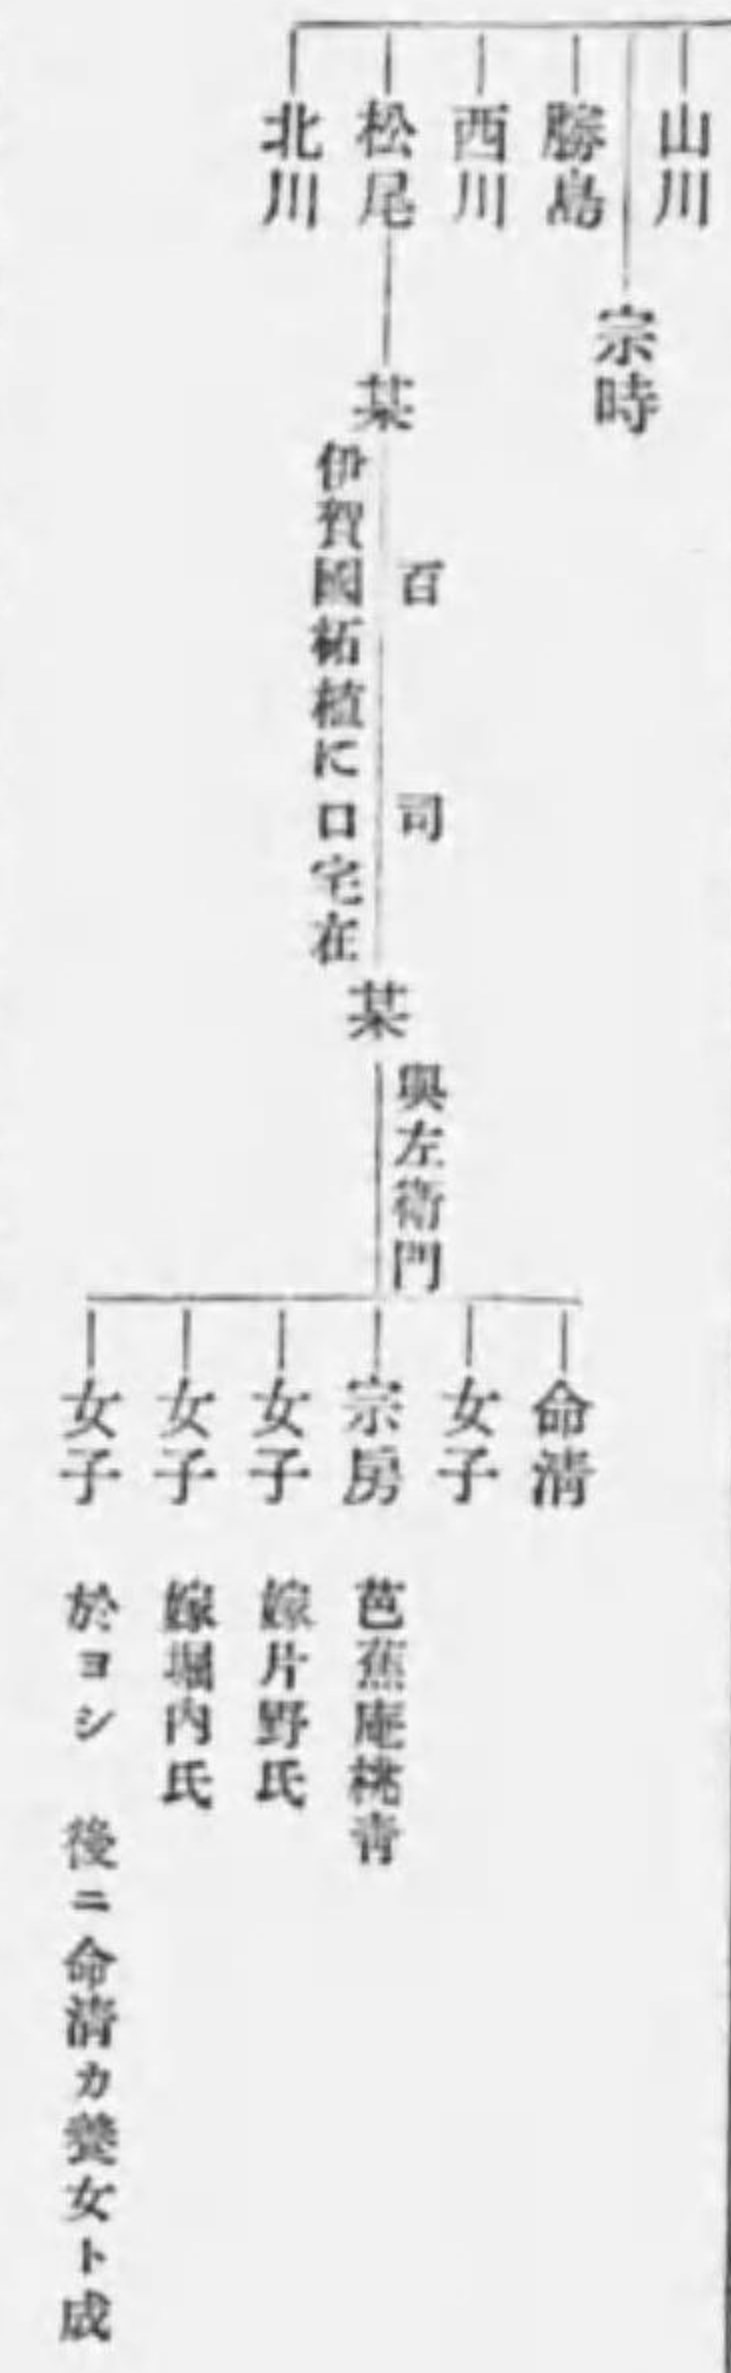 山川
宗時
勝島
西川
松尾
北川
某
百司
伊賀國柘植に口宅在
某
與左衛門
命清
女子
宗房 芭蕉庵桃青
女子 嫁片野氏
女子 嫁堀内氏
女子 於ヨシ 後ニ命清カ養女ト成